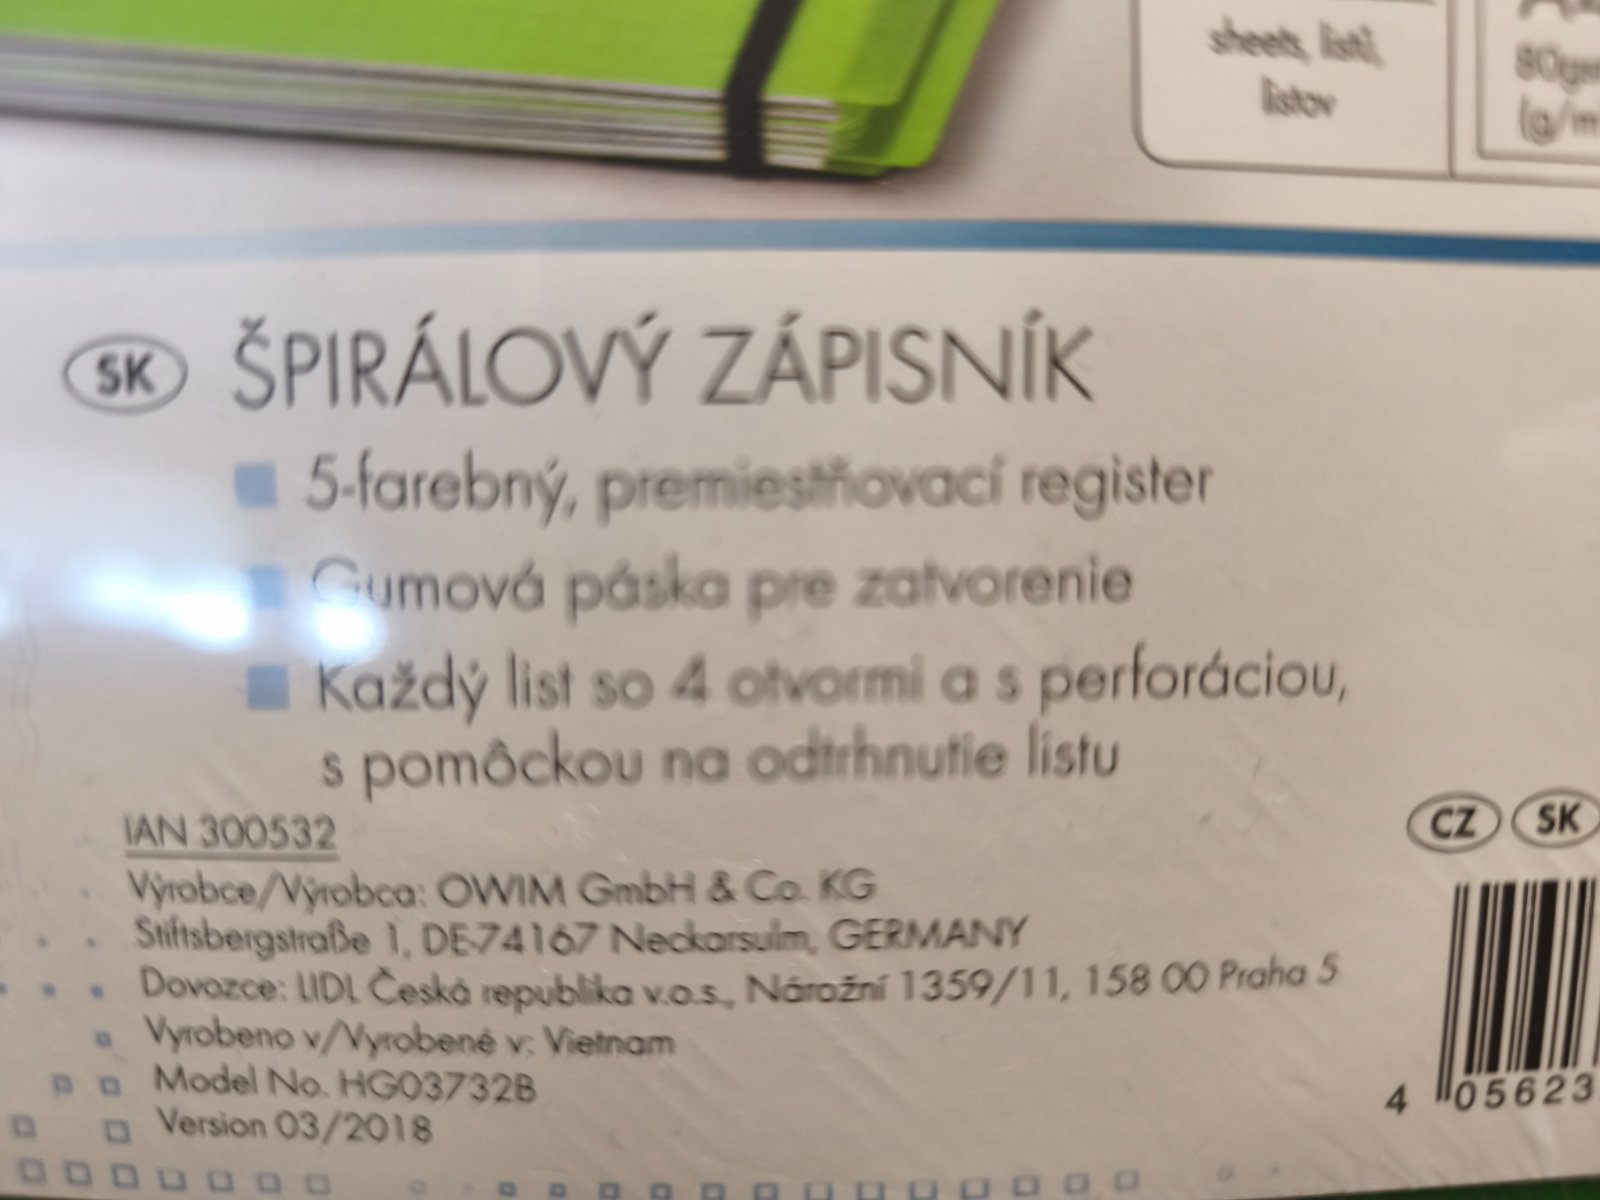 sheets, listů,
listov
80gsm
(g/m
SK
ŠPIRÁLOVÝ ZÁPISNÍK
5-farebný, premiestňovací register
Gumová páska pre zatvorenie
Každý list so 4 otvormi a s perforáciou,
s pomôckou na odtrhnutie listu
IAN 300532
Výrobce/Výrobca: OWIM GmbH & Co. KG
Stiftsbergstraße 1, DE-74167 Neckarsulm, GERMANY
Dovozce: LIDL Česká republika v.o.s., Nárožní 1359/11, 158 00 Praha 5
Vyrobeno v/Vyrobené v: Vietnam
Model No. HG03732B
Version 03/2018
CZ SK
4 05623